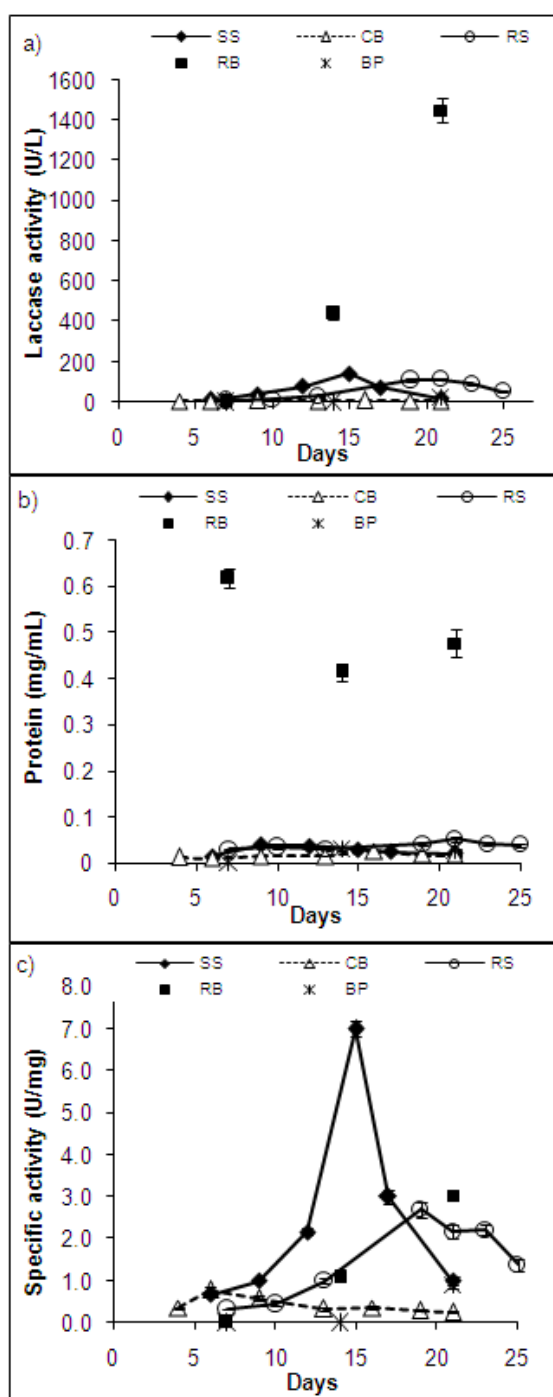 a)
SS CB RS
RB BP
1600
1400
1200
1000
800
600
400
200
0
Laccase activity (U/L)
0 5 10 15 20 25
Days
b)
SS CB RS
RB BP
0.7
0.6
0.5
0.4
0.3
0.2
0.1
0
Protein (mg/mL)
0 5 10 15 20 25
Days
c)
SS CB RS
RB BP
8.0
7.0
6.0
5.0
4.0
3.0
2.0
1.0
0.0
Specific activity (U/mg)
0 5 10 15 20 25
Days